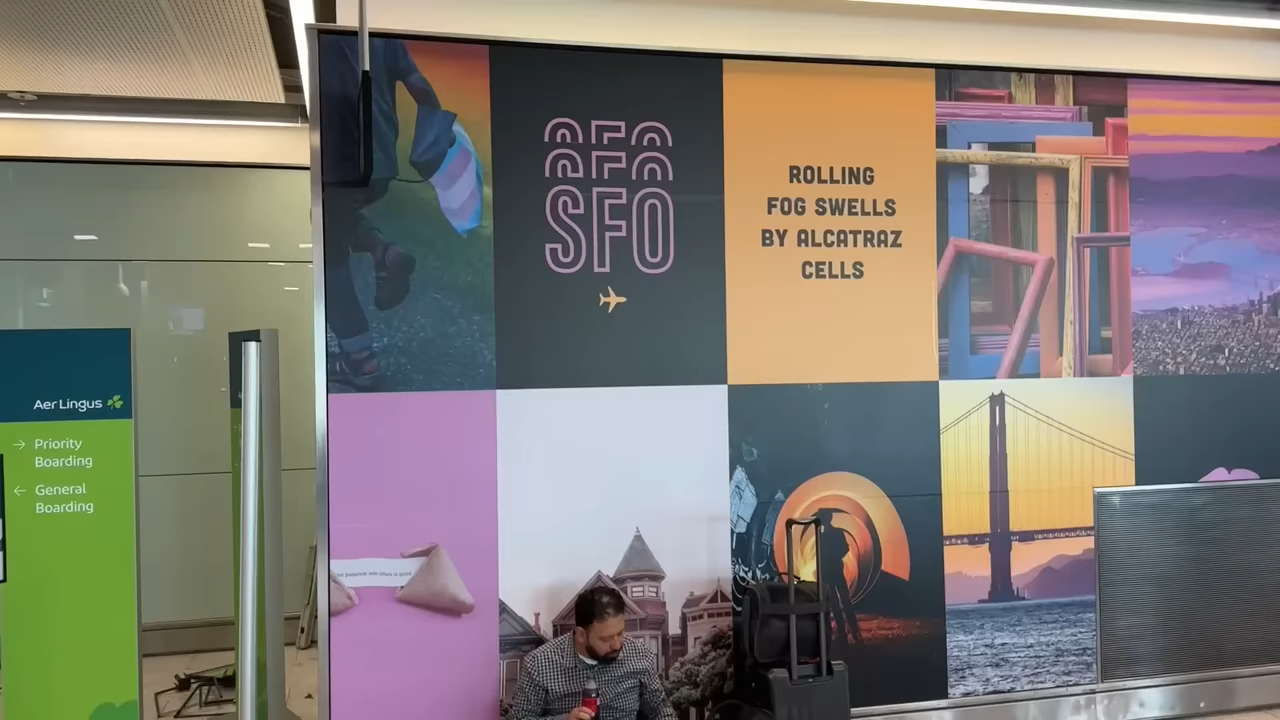 SFO
SFO
SFO
ROLLING
FOG SWELLS
BY ALCATRAZ
CELLS
Aer Lingus
→ Priority
Boarding
← General
Boarding